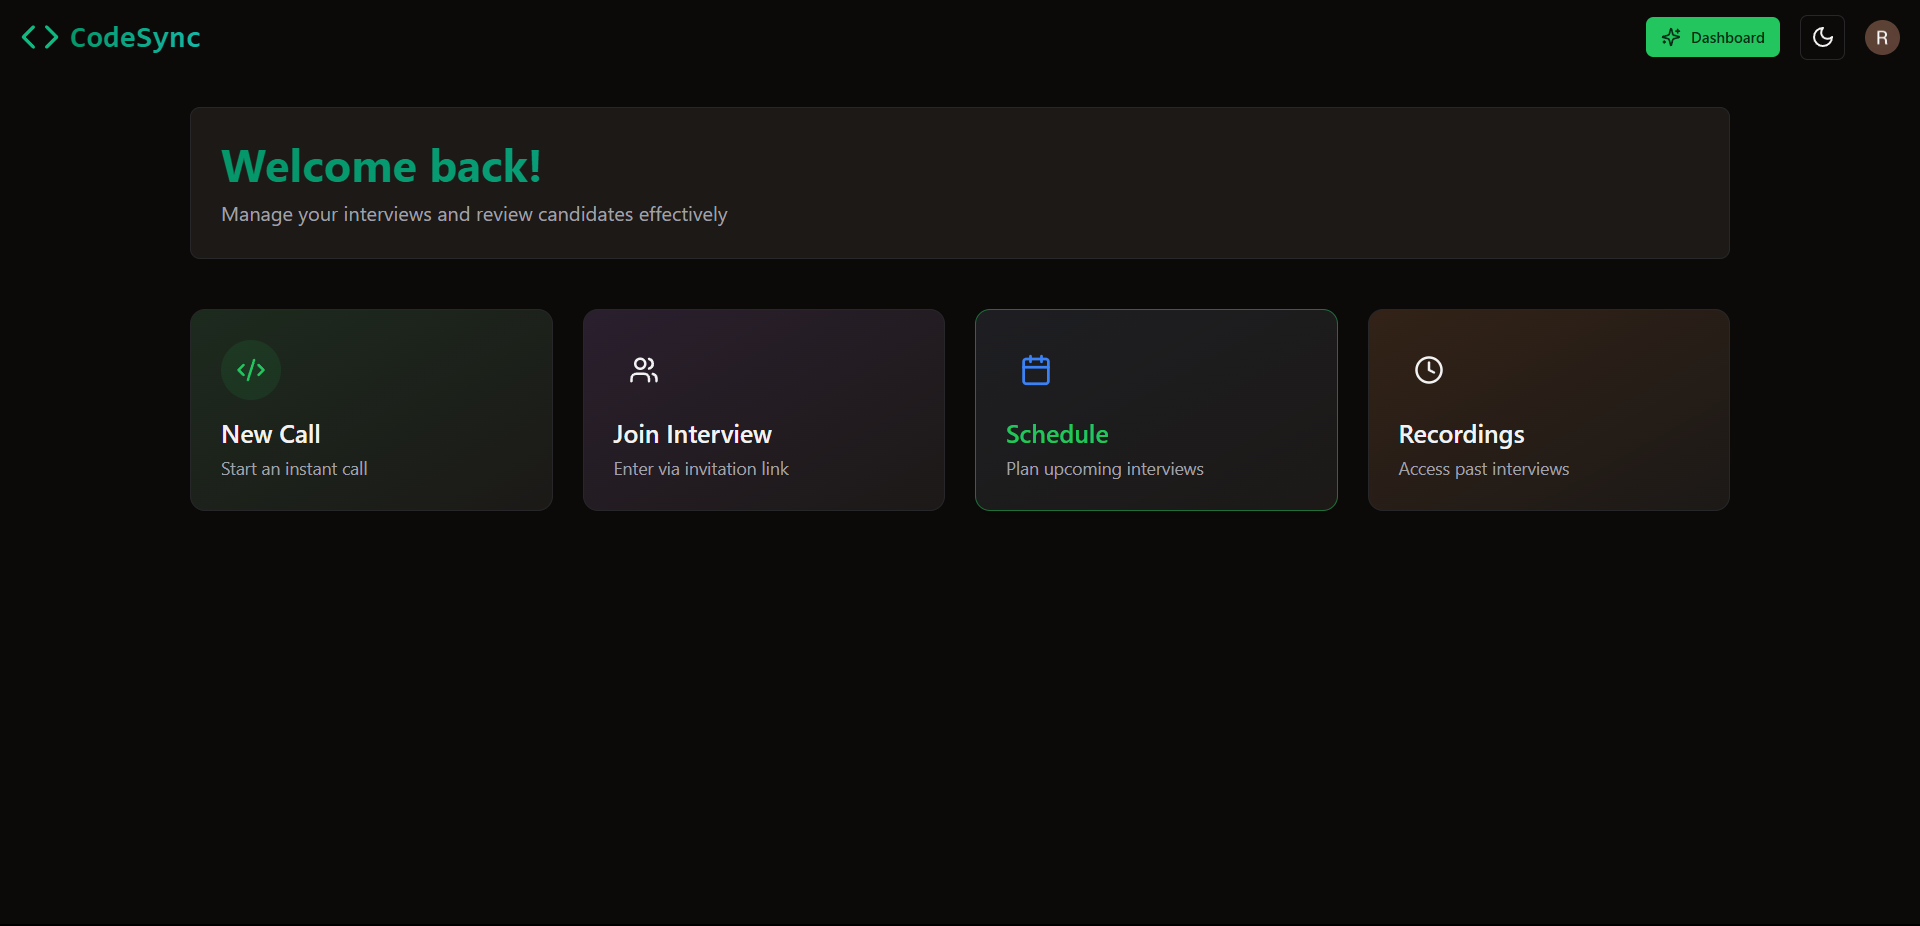 CodeSync
Dashboard
R
Welcome back!
Manage your interviews and review candidates effectively
New Call
Start an instant call
Join Interview
Enter via invitation link
Schedule
Plan upcoming interviews
Recordings
Access past interviews